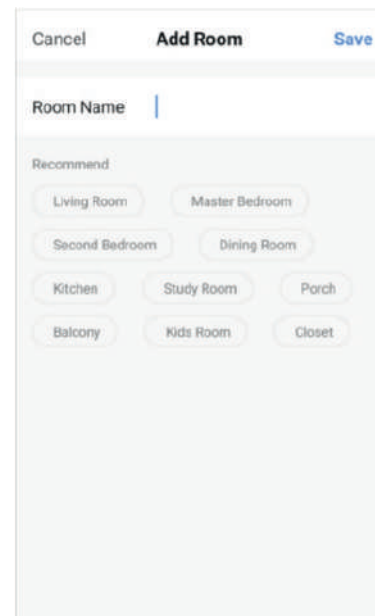 Cancel Add Room Save
Room Name
Recommend
Living Room Master Bedroom
Second Bedroom Dining Room
Kitchen Study Room Porch
Balcony Kids Room Closet